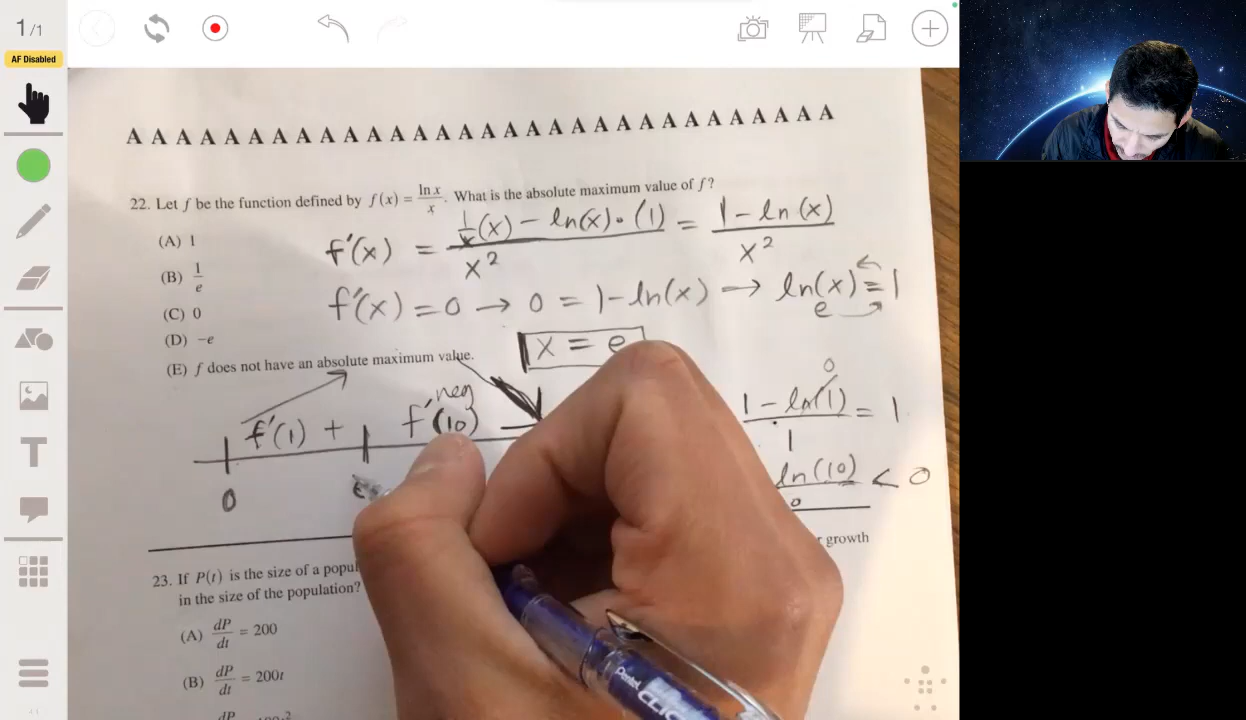 1/1
AF Disabled
A A A A A A A A A A A A A A A A A A A A A A A A A A A A A A A
22. Let f be the function defined by f(x) = ln x / x. What is the absolute maximum value of f?
f'(x) = (1/x (x) - ln(x) · (1)) / x² = (1 - ln(x)) / x²
(A) 1
(B) 1/e
f'(x) = 0 → 0 = 1 - ln(x) → ln(x) = 1
e
(C) 0
(D) -e
x = e
(E) f does not have an absolute maximum value.
neg
f'(1) + f'(10)
0
(1 - ln(1)) / 1 = 1
ln(10) < 0
0
growth
23. If P(t) is the size of a
in the size of the population?
(A) dP/dt = 200
(B) dP/dt = 200t
dP
Pentel
T